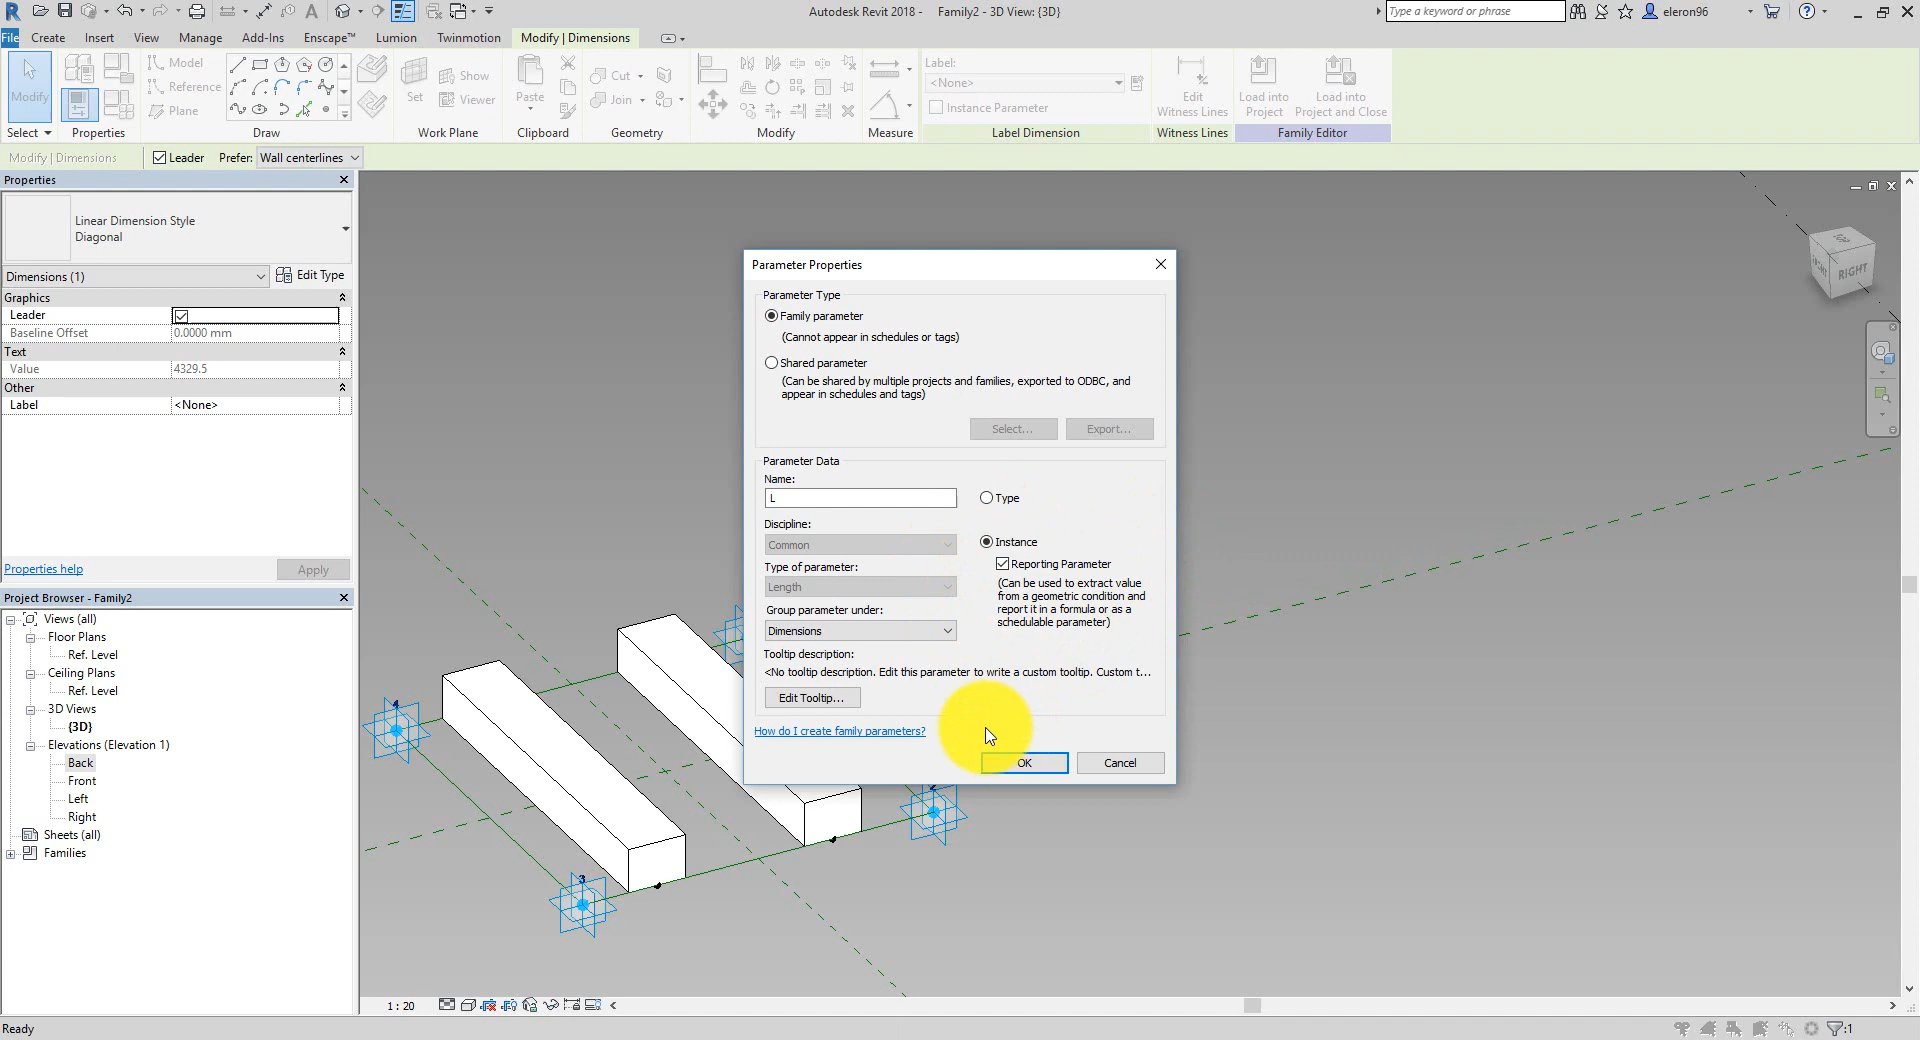 Autodesk Revit 2018 - Family2 - 3D View: {3D}
Type a keyword or phrase
eleron96
File Create Insert View Manage Add-Ins Enscape™ Lumion Twinmotion Modify | Dimensions
Modify
Select
Properties
Model
Reference
Plane
Draw
Set
Show
Viewer
Work Plane
Paste
Clipboard
Cut
Join
Geometry
Modify
Measure
Label:
<None>
Instance Parameter
Label Dimension
Edit
Witness Lines
Witness Lines
Load into
Project
Load into
Project and Close
Family Editor
Modify | Dimensions
Leader
Prefer: Wall centerlines
Properties
Linear Dimension Style
Diagonal
Dimensions (1)
Edit Type
Graphics
Leader
Baseline Offset 0.0000 mm
Text
Value 4329.5
Other
Label <None>
Properties help
Apply
Project Browser - Family2
Views (all)
Floor Plans
Ref. Level
Ceiling Plans
Ref. Level
3D Views
{3D}
Elevations (Elevation 1)
Back
Front
Left
Right
Sheets (all)
Families
Parameter Properties
Parameter Type
Family parameter
(Cannot appear in schedules or tags)
Shared parameter
(Can be shared by multiple projects and families, exported to ODBC, and
appear in schedules and tags)
Select...
Export...
Parameter Data
Name:
L
Type
Discipline:
Common
Instance
Type of parameter:
Length
Reporting Parameter
(Can be used to extract value
from a geometric condition and
report it in a formula or as a
schedulable parameter)
Group parameter under:
Dimensions
Tooltip description:
<No tooltip description. Edit this parameter to write a custom tooltip. Custom t...
Edit Tooltip...
How do I create family parameters?
OK
Cancel
TOP
RIGHT
4
3
2
1 : 20
Ready
:1